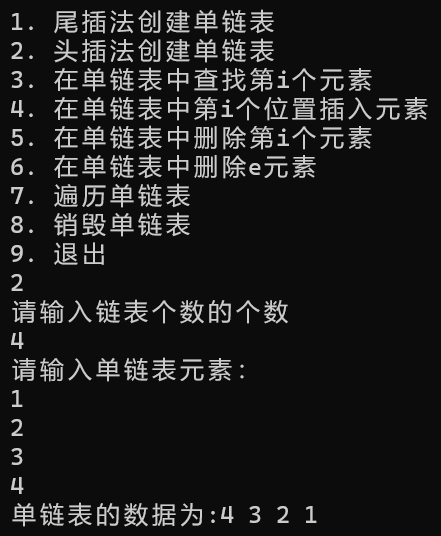 1. 尾插法创建单链表
2. 头插法创建单链表
3. 在单链表中查找第i个元素
4. 在单链表中第i个位置插入元素
5. 在单链表中删除第i个元素
6. 在单链表中删除e元素
7. 遍历单链表
8. 销毁单链表
9. 退出
2
请输入链表个数的个数
4
请输入单链表元素：
1
2
3
4
单链表的数据为:4 3 2 1